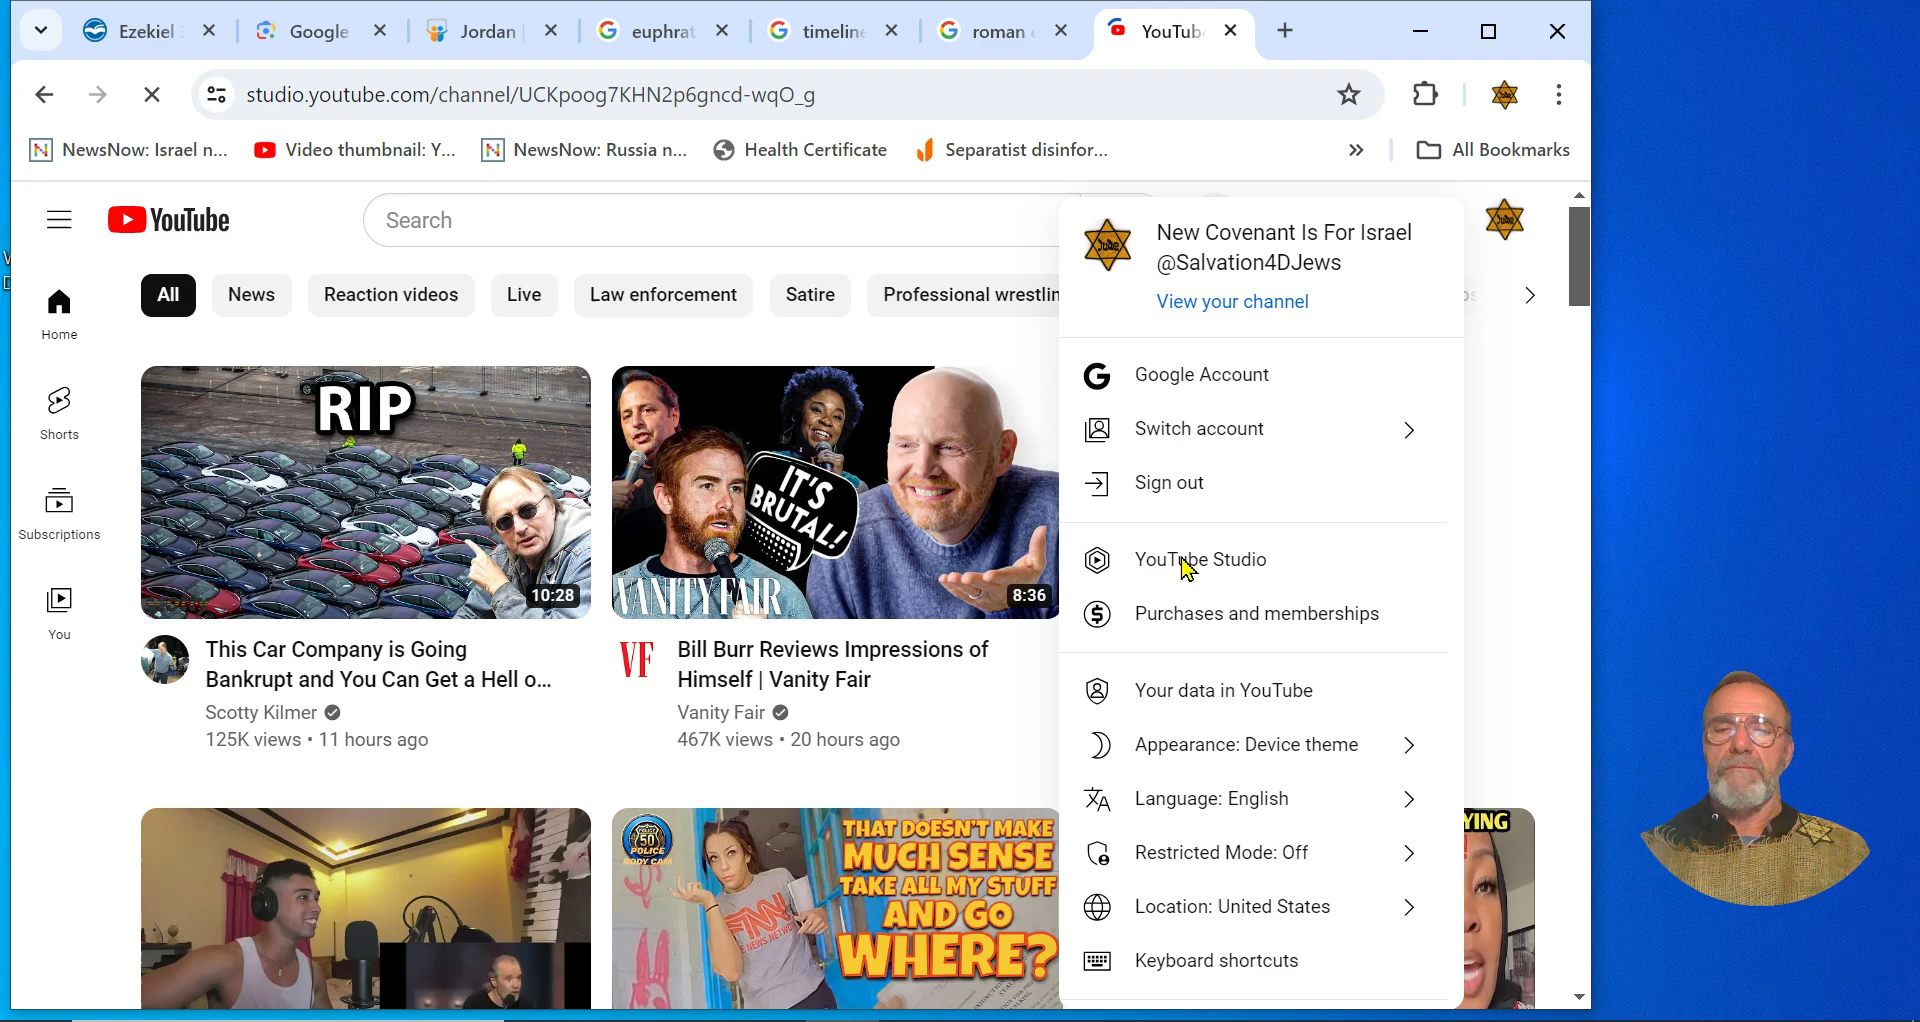 Ezekiel
Google
Jordan
euphrat
timeline
roman
YouTub
studio.youtube.com/channel/UCKpoog7KHN2p6gncd-wqO_g
NewsNow: Israel n...
Video thumbnail: Y...
NewsNow: Russia n...
Health Certificate
Separatist disinfor...
All Bookmarks
YouTube
Search
All
News
Reaction videos
Live
Law enforcement
Satire
Professional wrestlin
Home
Shorts
Subscriptions
You
RIP
10:28
This Car Company is Going
Bankrupt and You Can Get a Hell o...
Scotty Kilmer
125K views • 11 hours ago
IT'S
BRUTAL!
VANITY FAIR
8:36
VF
Bill Burr Reviews Impressions of
Himself | Vanity Fair
Vanity Fair
467K views • 20 hours ago
POLICE
50
BODY CAM
THAT DOESN'T MAKE
MUCH SENSE
TAKE ALL MY STUFF
AND GO
WHERE?
FNN
YING
Jude
New Covenant Is For Israel
@Salvation4DJews
View your channel
Google Account
Switch account
Sign out
YouTube Studio
Purchases and memberships
Your data in YouTube
Appearance: Device theme
Language: English
Restricted Mode: Off
Location: United States
Keyboard shortcuts